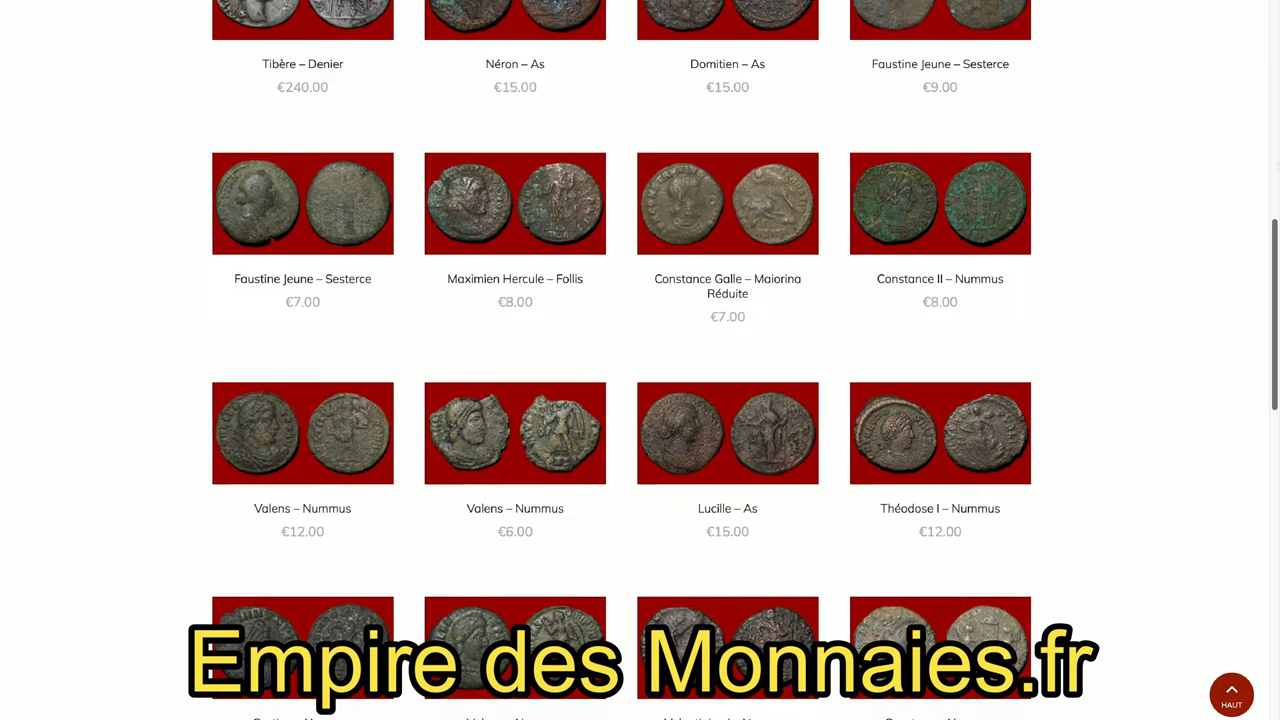 Tibère – Denier
€240.00
Néron – As
€15.00
Domitien – As
€15.00
Faustine Jeune – Sesterce
€9.00
Faustine Jeune – Sesterce
€7.00
Maximien Hercule – Follis
€8.00
Constance Galle – Maiorina
Réduite
€7.00
Constance II – Nummus
€8.00
Valens – Nummus
€12.00
Valens – Nummus
€6.00
Lucille – As
€15.00
Théodose I – Nummus
€12.00
Empire des Monnaies.fr
HAUT